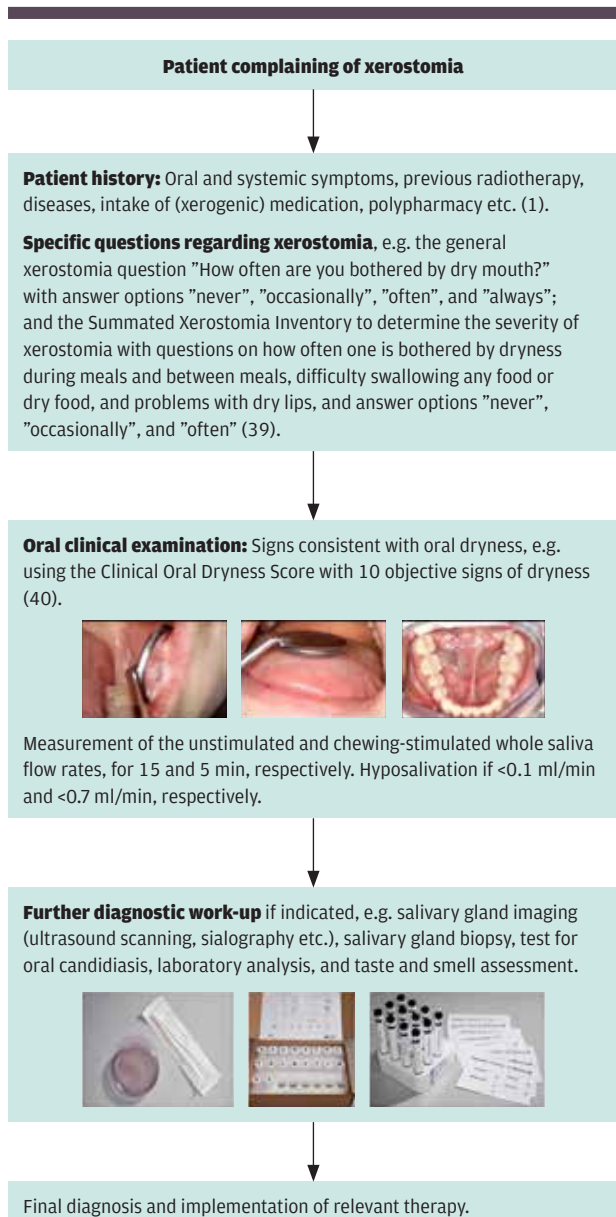 Patient complaining of xerostomia
Patient history: Oral and systemic symptoms, previous radiotherapy,
diseases, intake of (xerogenic) medication, polypharmacy etc. (1).
Specific questions regarding xerostomia, e.g. the general
xerostomia question ”How often are you bothered by dry mouth?”
with answer options ”never”, ”occasionally”, ”often”, and ”always”;
and the Summated Xerostomia Inventory to determine the severity of
xerostomia with questions on how often one is bothered by dryness
during meals and between meals, difficulty swallowing any food or
dry food, and problems with dry lips, and answer options ”never”,
”occasionally”, and ”often” (39).
Oral clinical examination: Signs consistent with oral dryness, e.g.
using the Clinical Oral Dryness Score with 10 objective signs of dryness
(40).
Measurement of the unstimulated and chewing-stimulated whole saliva
flow rates, for 15 and 5 min, respectively. Hyposalivation if <0.1 ml/min
and <0.7 ml/min, respectively.
Further diagnostic work-up if indicated, e.g. salivary gland imaging
(ultrasound scanning, sialography etc.), salivary gland biopsy, test for
oral candidiasis, laboratory analysis, and taste and smell assessment.
Final diagnosis and implementation of relevant therapy.